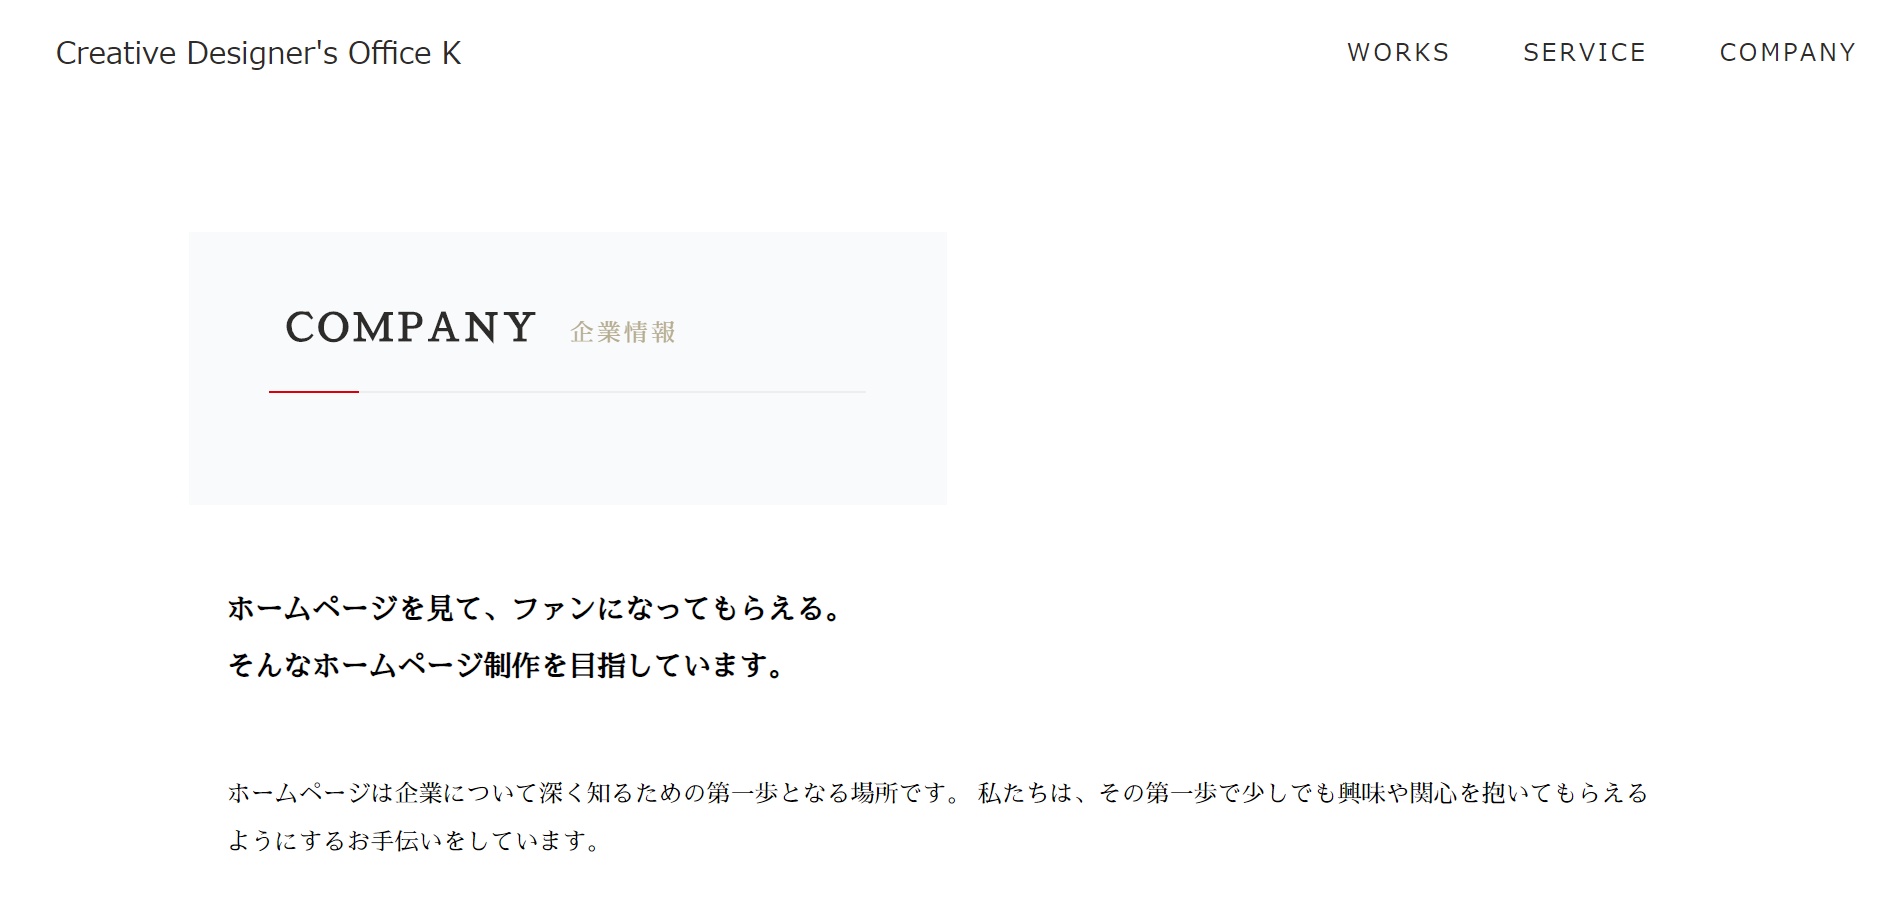 Creative Designer's Office K
WORKS SERVICE COMPANY
COMPANY 企業情報
ホームページを見て、ファンになってもらえる。
そんなホームページ制作を目指しています。
ホームページは企業について深く知るための第一歩となる場所です。 私たちは、その第一歩で少しでも興味や関心を抱いてもらえる
ようにするお手伝いをしています。